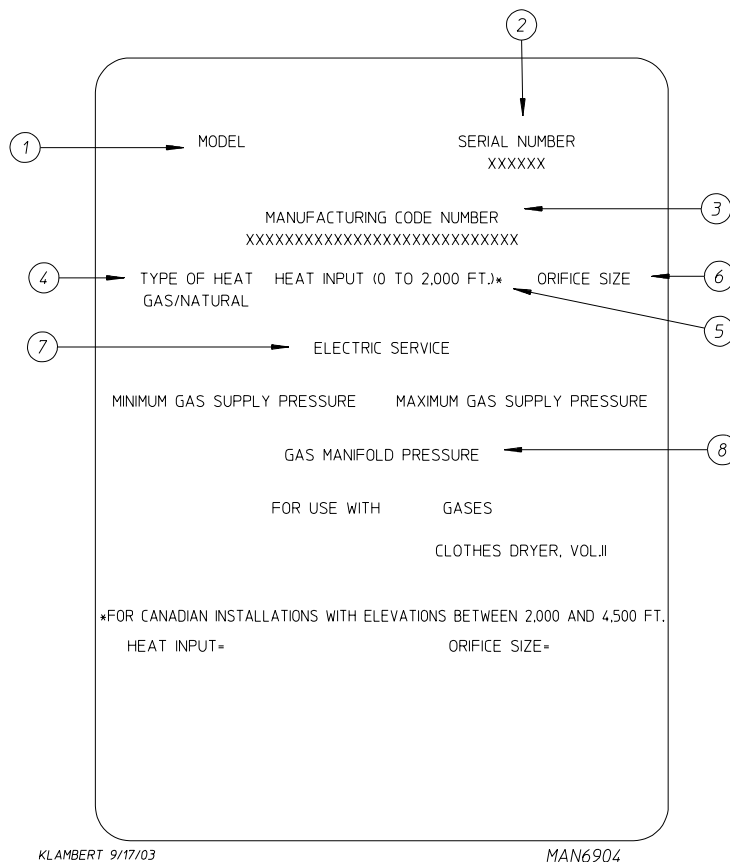 2
1
MODEL
SERIAL NUMBER
XXXXXX
3
MANUFACTURING CODE NUMBER
XXXXXXXXXXXXXXXXXXXXXXXXXXXX
4
TYPE OF HEAT HEAT INPUT (0 TO 2,000 FT.)* ORIFICE SIZE
6
GAS/NATURAL
5
7
ELECTRIC SERVICE
MINIMUM GAS SUPPLY PRESSURE MAXIMUM GAS SUPPLY PRESSURE
8
GAS MANIFOLD PRESSURE
FOR USE WITH GASES
CLOTHES DRYER, VOL.II
*FOR CANADIAN INSTALLATIONS WITH ELEVATIONS BETWEEN 2,000 AND 4,500 FT.
HEAT INPUT= ORIFICE SIZE=
KLAMBERT 9/17/03 MAN6904